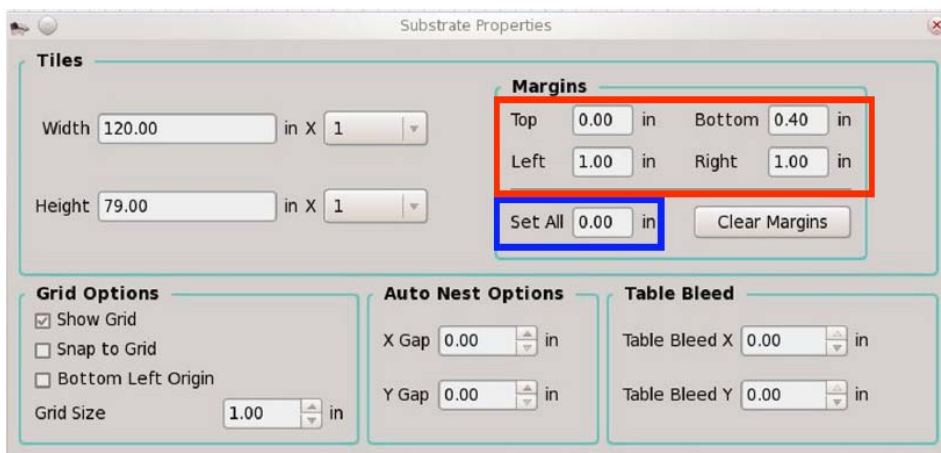 Substrate Properties
Tiles
Width 120.00 in X 1
Height 79.00 in X 1
Margins
Top 0.00 in Bottom 0.40 in
Left 1.00 in Right 1.00 in
Set All 0.00 in Clear Margins
Grid Options
Show Grid
Snap to Grid
Bottom Left Origin
Grid Size 1.00 in
Auto Nest Options
X Gap 0.00 in
Y Gap 0.00 in
Table Bleed
Table Bleed X 0.00 in
Table Bleed Y 0.00 in